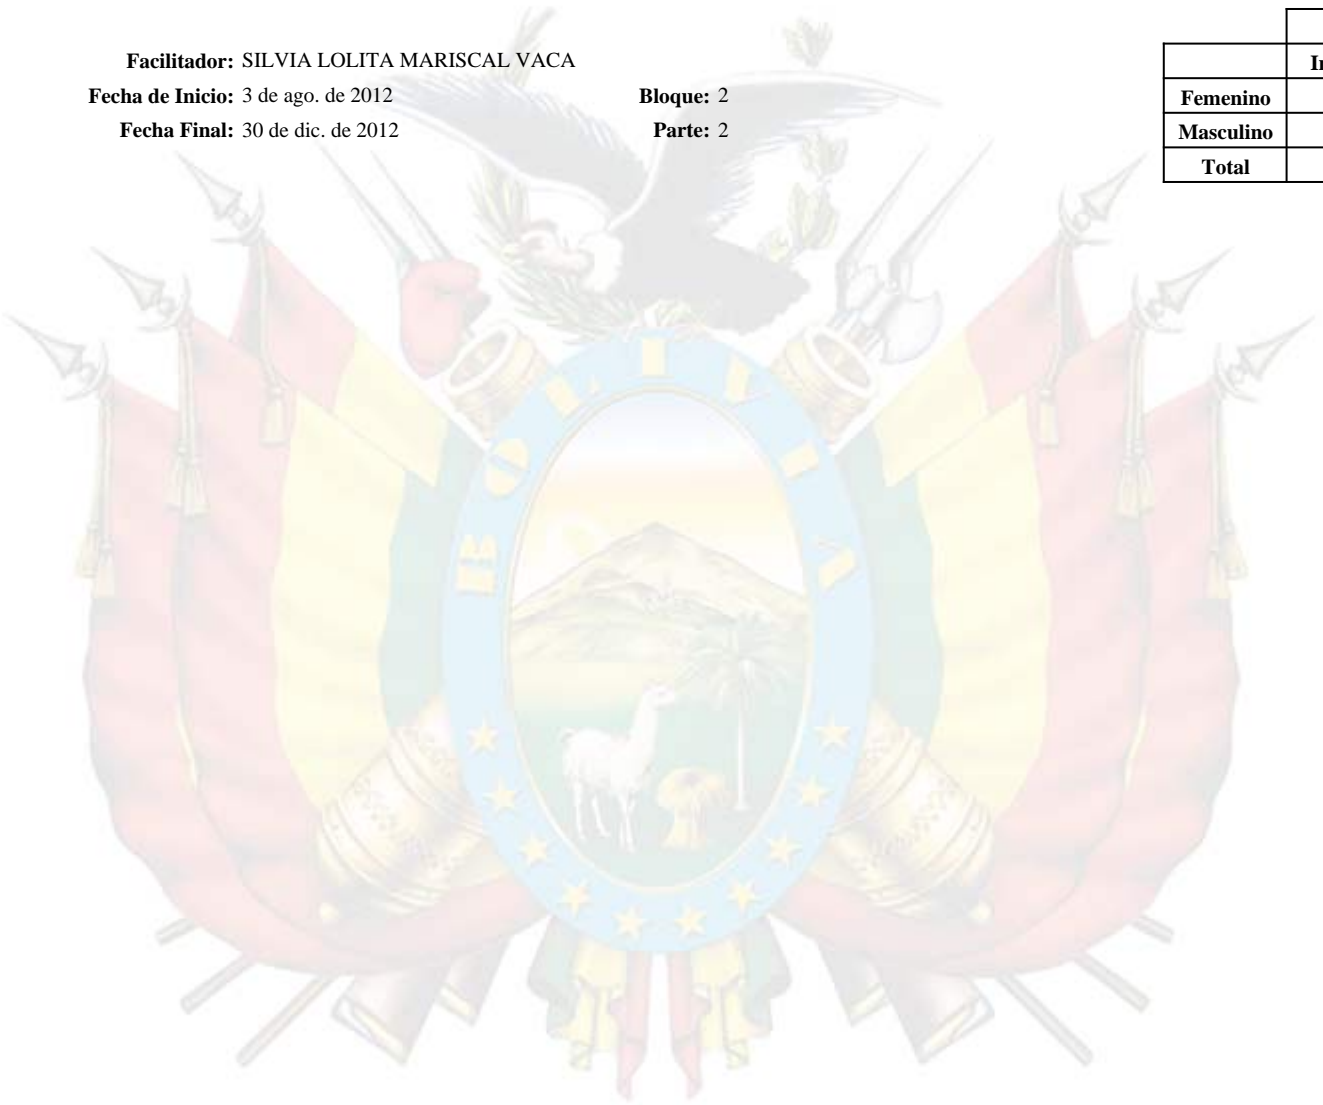 Facilitador: SILVIA LOLITA MARISCAL VACA
Fecha de Inicio: 3 de ago. de 2012 Bloque: 2
Fecha Final: 30 de dic. de 2012 Parte: 2
Femenino
Masculino
Total
BOLIVIA